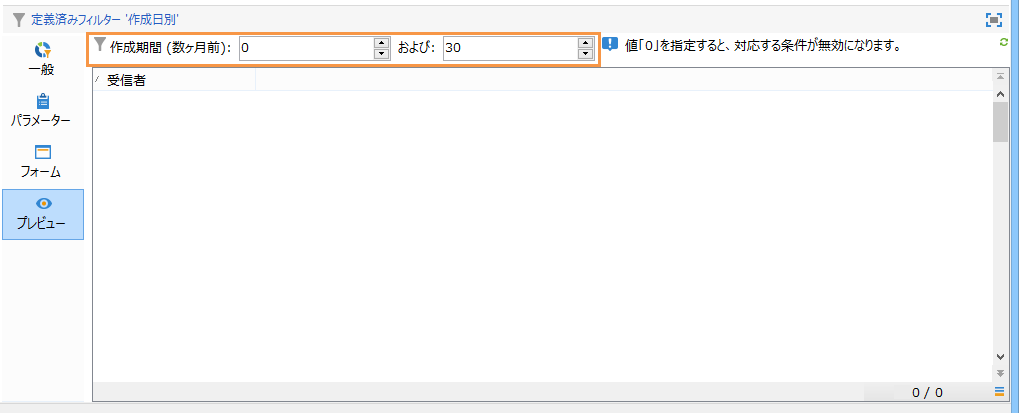 定義済みフィルター '作成日別'
一般
パラメーター
フォーム
プレビュー
作成期間 (数ヶ月前): 0 および: 30 値「0」を指定すると、対応する条件が無効になります。
受信者
0 / 0